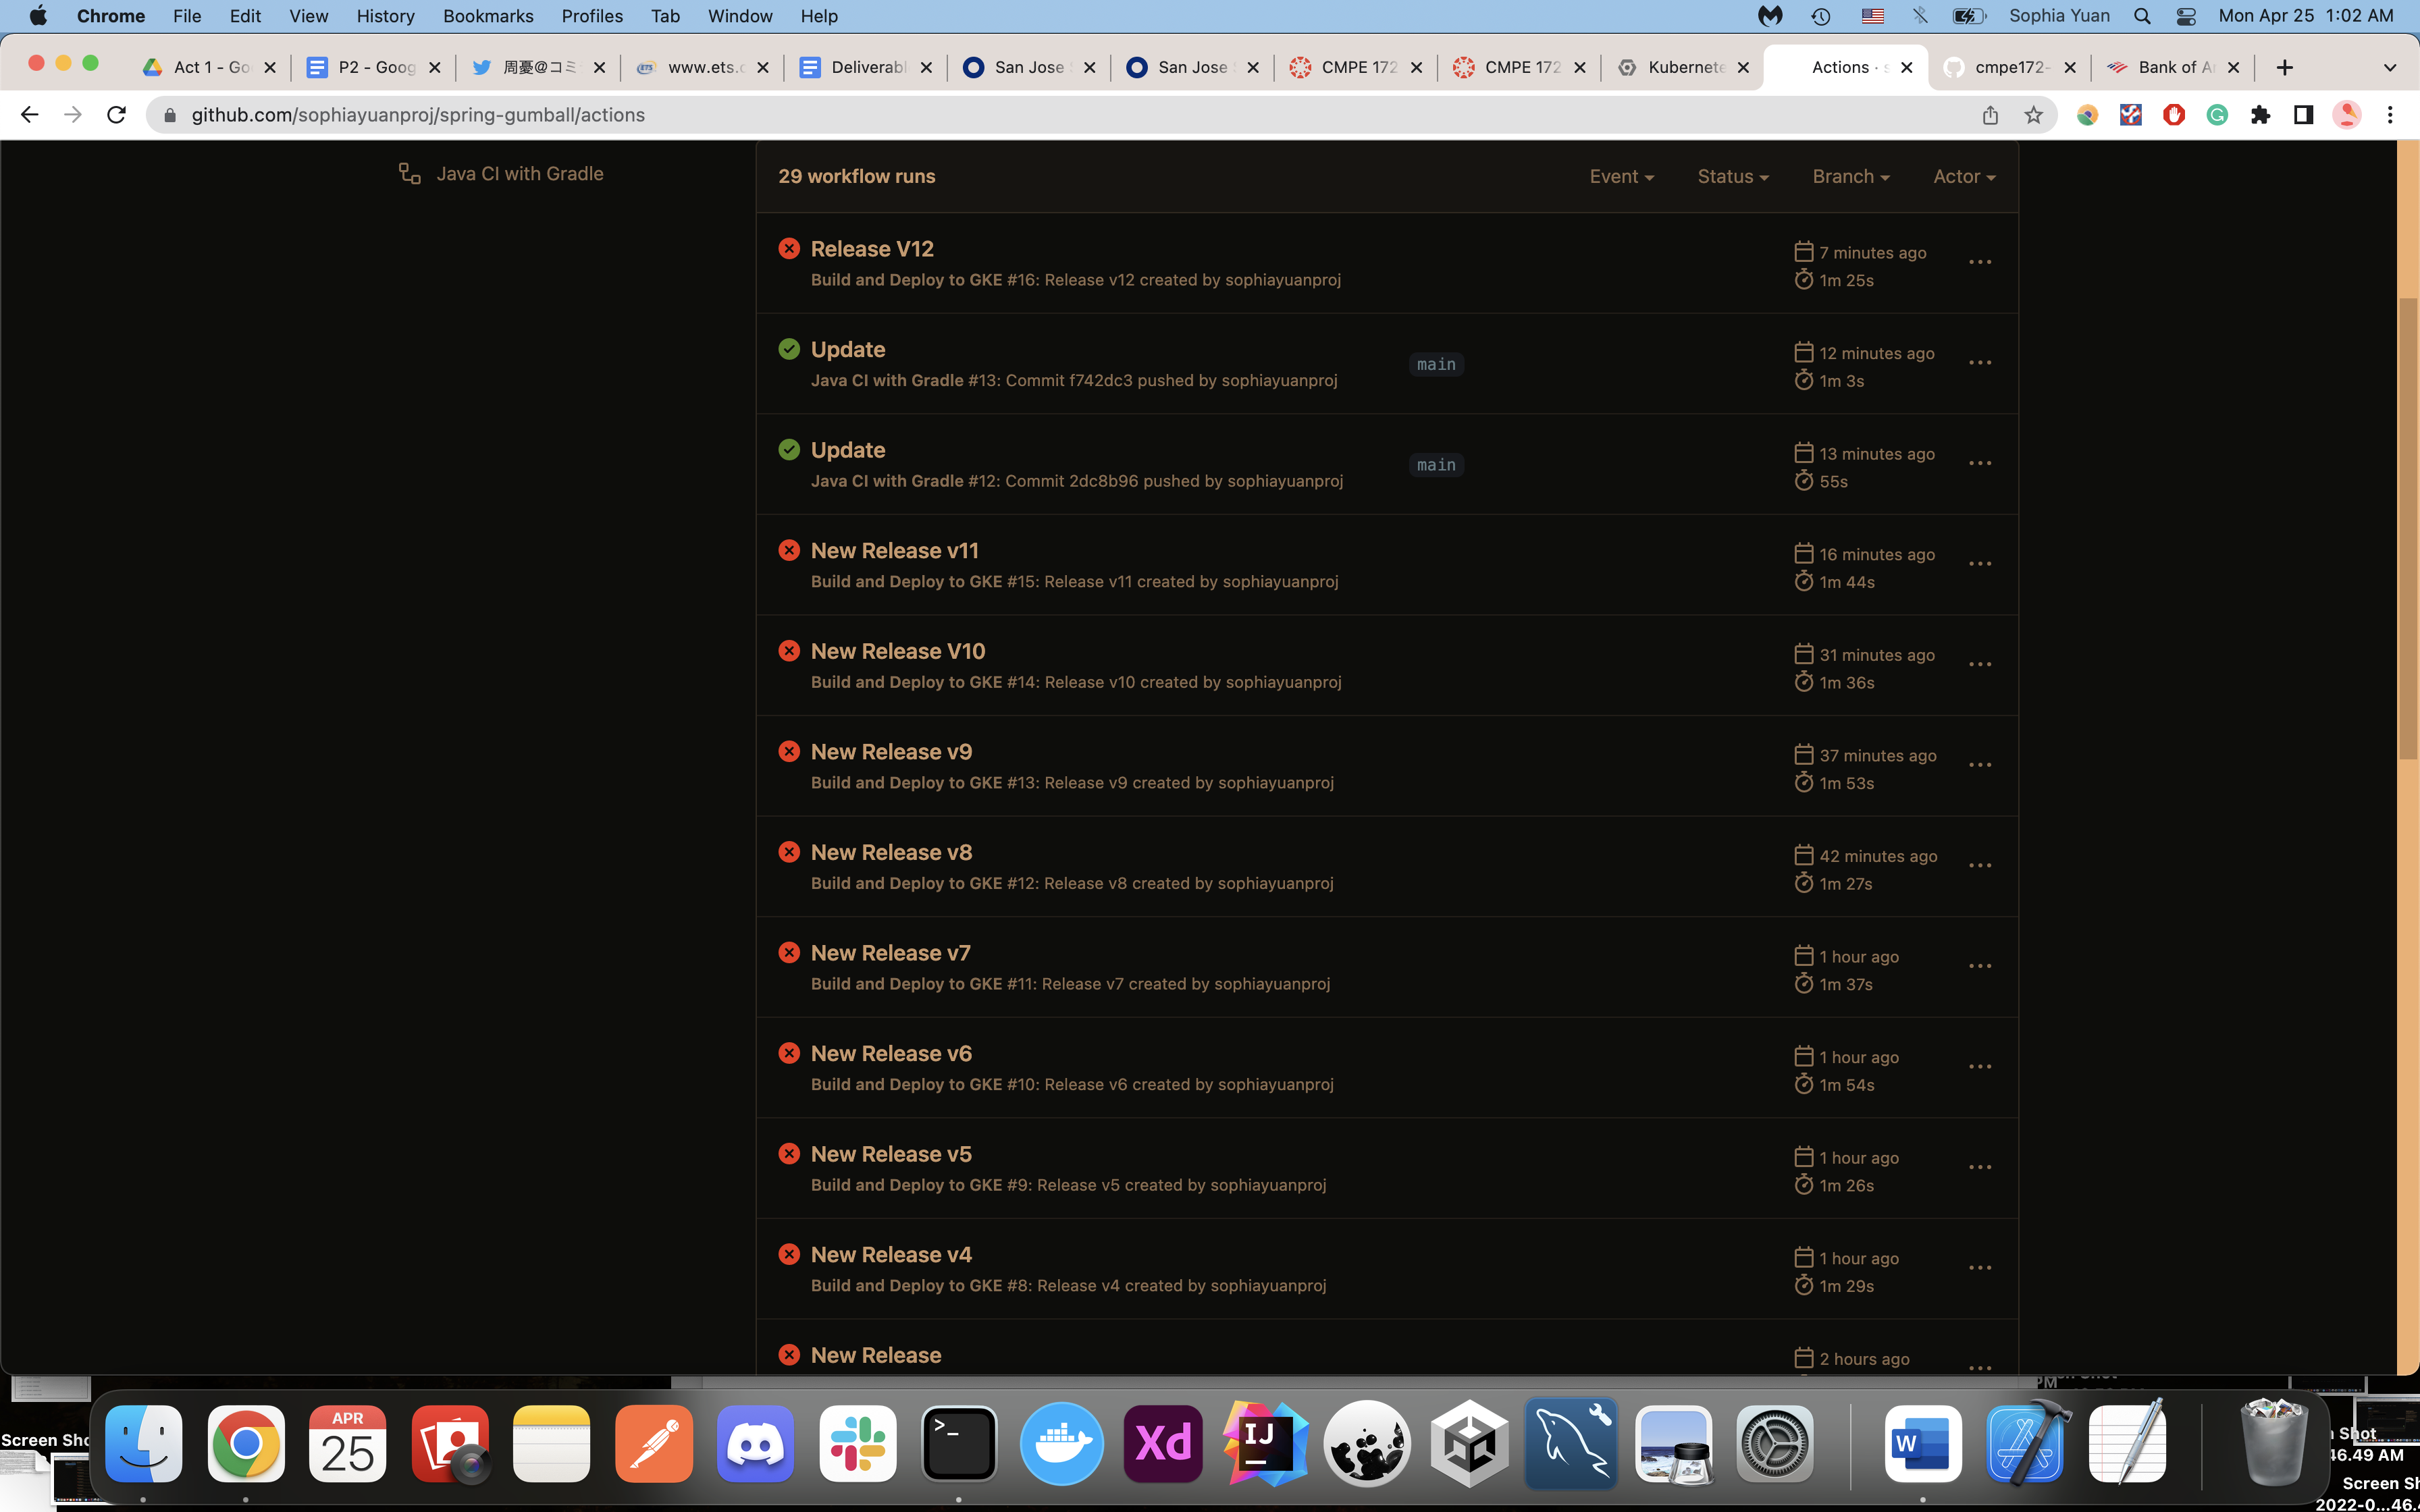 Chrome File Edit View History Bookmarks Profiles Tab Window Help Sophia Yuan Mon Apr 25 1:02 AM
Act 1 - Go P2 - Goog 周憂@コミ www.ets.c Deliverabl San Jose San Jose CMPE 172 CMPE 172 Kubernete Actions · s cmpe172- Bank of A
github.com/sophiayuanproj/spring-gumball/actions
Java CI with Gradle
29 workflow runs Event Status Branch Actor
Release V12
7 minutes ago
Build and Deploy to GKE #16: Release v12 created by sophiayuanproj
1m 25s
Update
main
12 minutes ago
Java CI with Gradle #13: Commit f742dc3 pushed by sophiayuanproj
1m 3s
Update
main
13 minutes ago
Java CI with Gradle #12: Commit 2dc8b96 pushed by sophiayuanproj
55s
New Release v11
16 minutes ago
Build and Deploy to GKE #15: Release v11 created by sophiayuanproj
1m 44s
New Release V10
31 minutes ago
Build and Deploy to GKE #14: Release v10 created by sophiayuanproj
1m 36s
New Release v9
37 minutes ago
Build and Deploy to GKE #13: Release v9 created by sophiayuanproj
1m 53s
New Release v8
42 minutes ago
Build and Deploy to GKE #12: Release v8 created by sophiayuanproj
1m 27s
New Release v7
1 hour ago
Build and Deploy to GKE #11: Release v7 created by sophiayuanproj
1m 37s
New Release v6
1 hour ago
Build and Deploy to GKE #10: Release v6 created by sophiayuanproj
1m 54s
New Release v5
1 hour ago
Build and Deploy to GKE #9: Release v5 created by sophiayuanproj
1m 26s
New Release v4
1 hour ago
Build and Deploy to GKE #8: Release v4 created by sophiayuanproj
1m 29s
New Release
2 hours ago
APR
25
Xd
IJ
W
Screen Sho
Shot
46.49 AM
Screen Sh
2022-0...46.